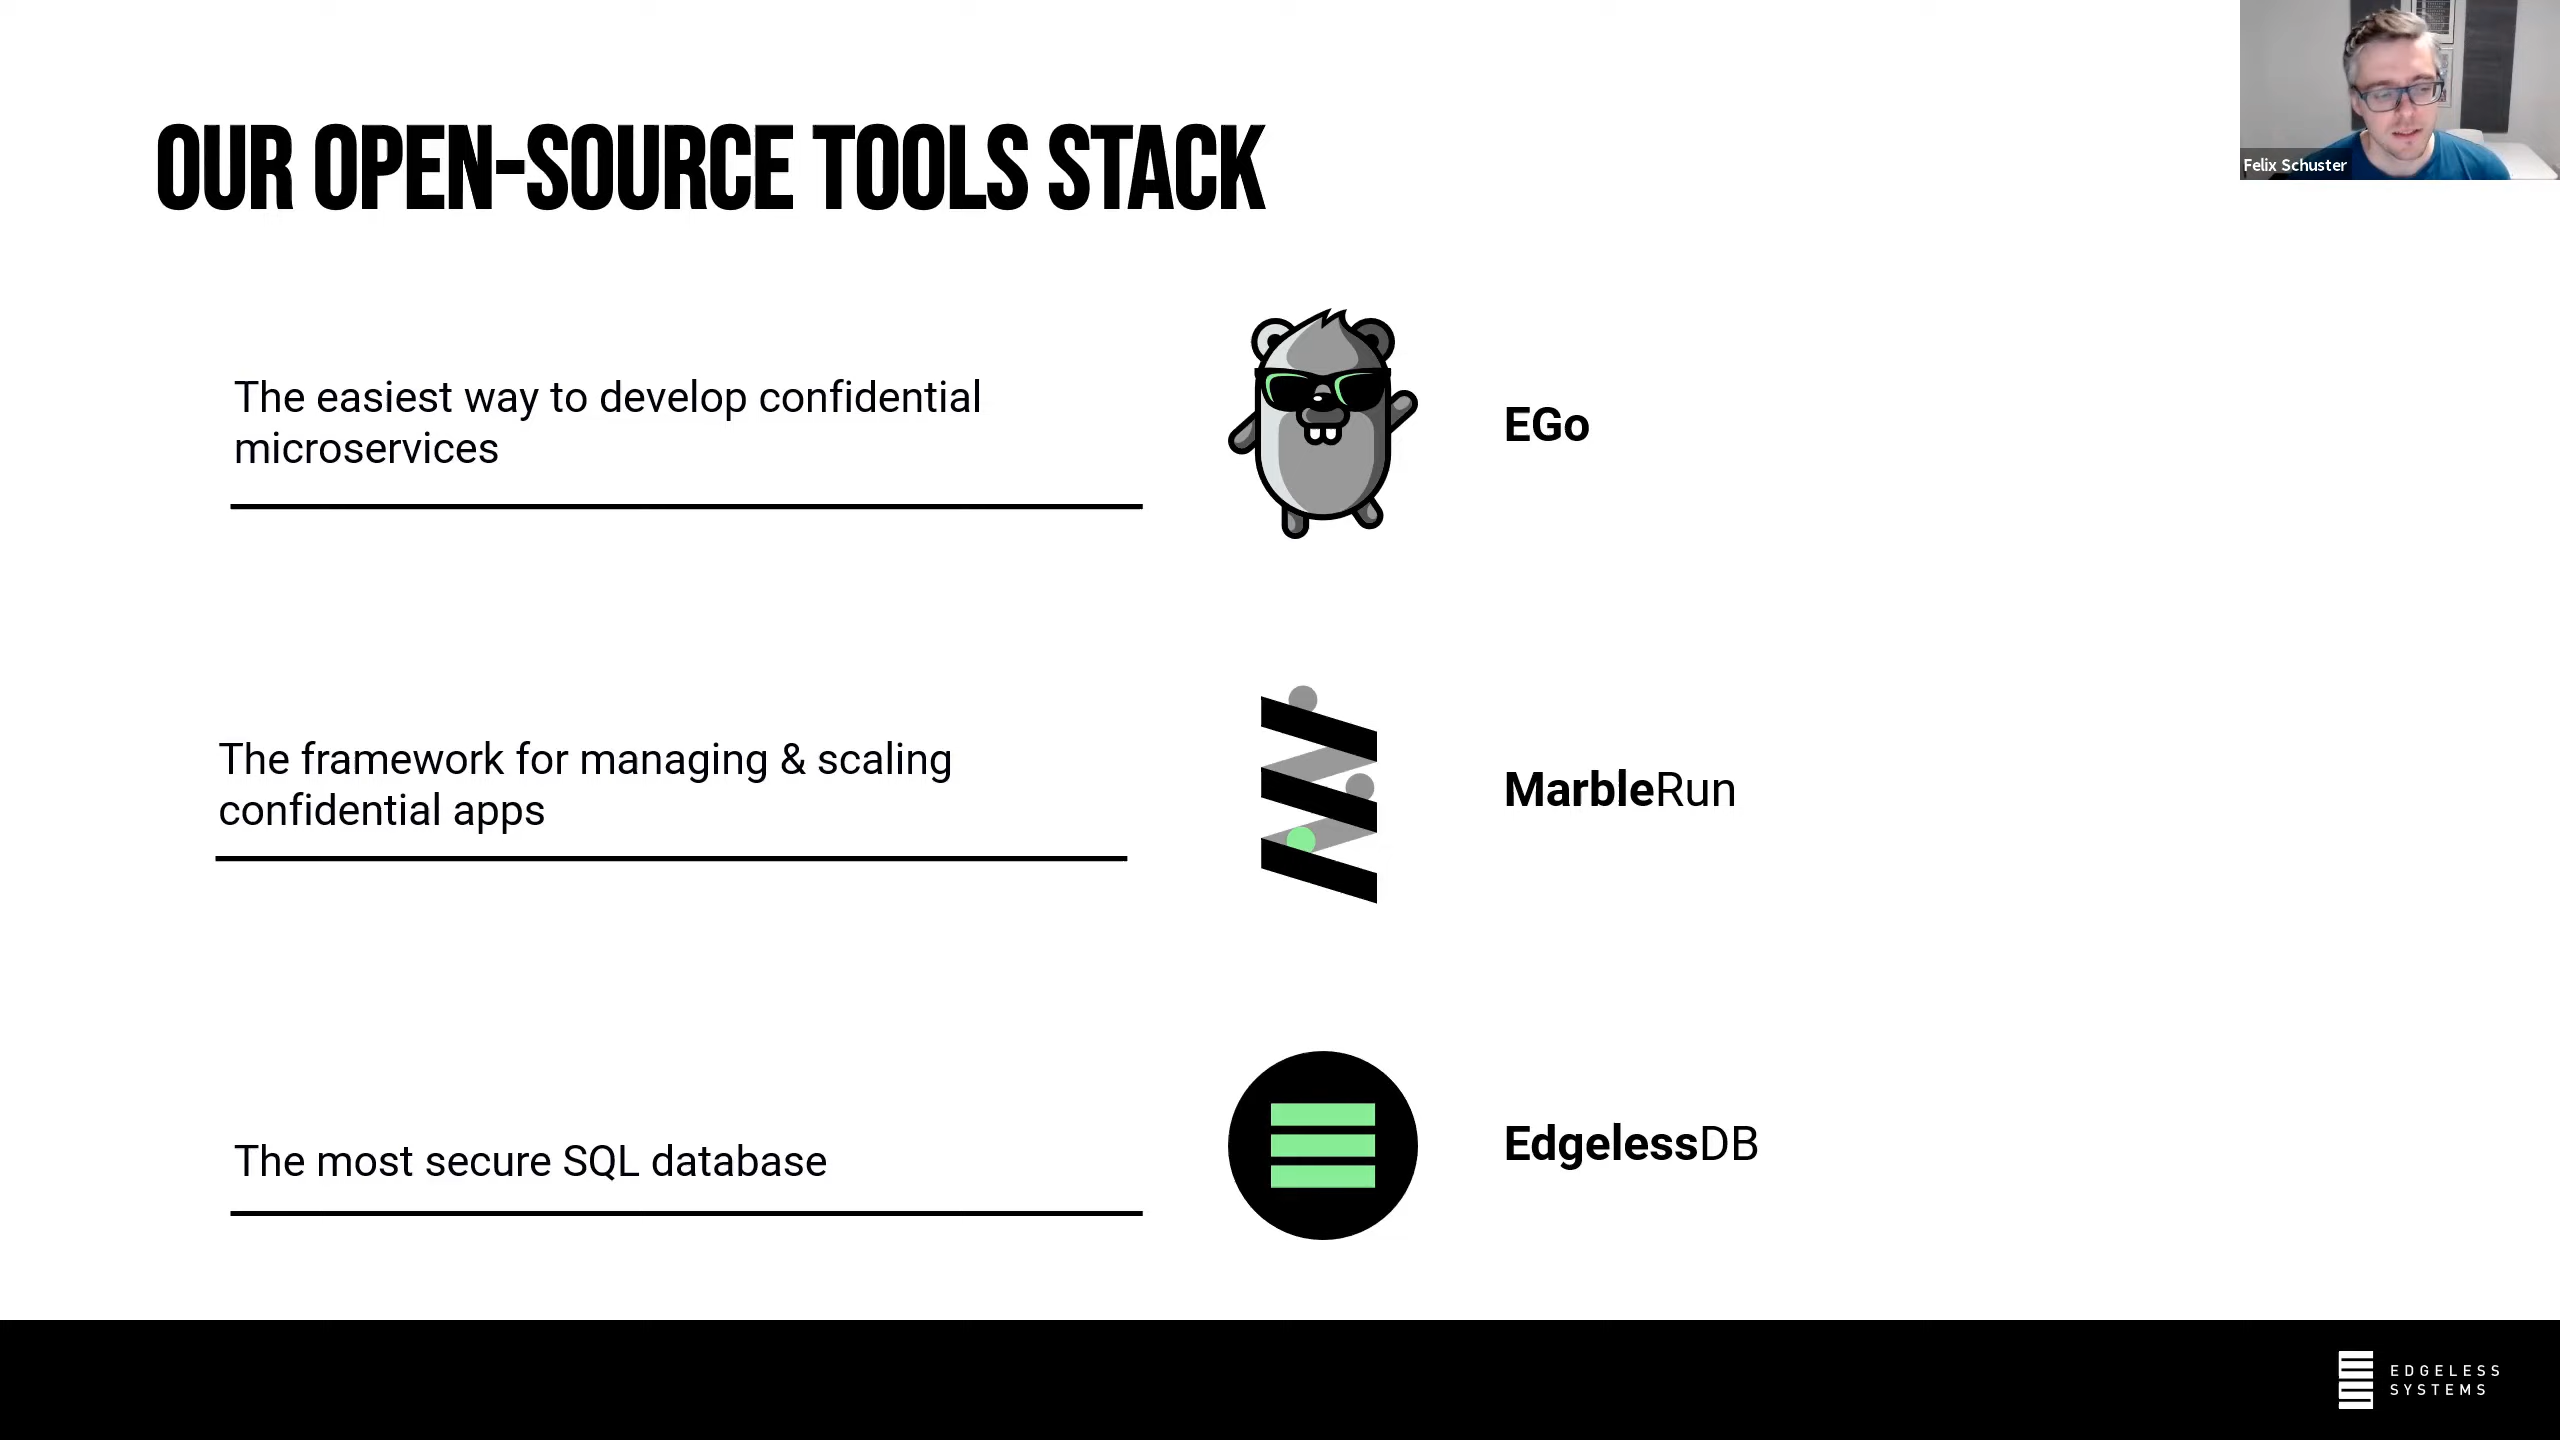 OUR OPEN-SOURCE TOOLS STACK
Felix Schuster
The easiest way to develop confidential
microservices
EGo
The framework for managing & scaling
confidential apps
MarbleRun
The most secure SQL database
EdgelessDB
EDGELESS
SYSTEMS